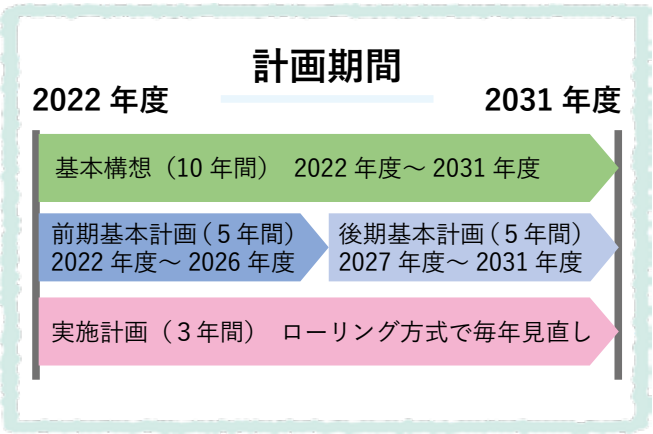 計画期間
2022 年度
2031 年度
基本構想（10 年間） 2022 年度～ 2031 年度
前期基本計画（５年間）
2022 年度～ 2026 年度
後期基本計画（５年間）
2027 年度～ 2031 年度
実施計画（３年間） ローリング方式で毎年見直し